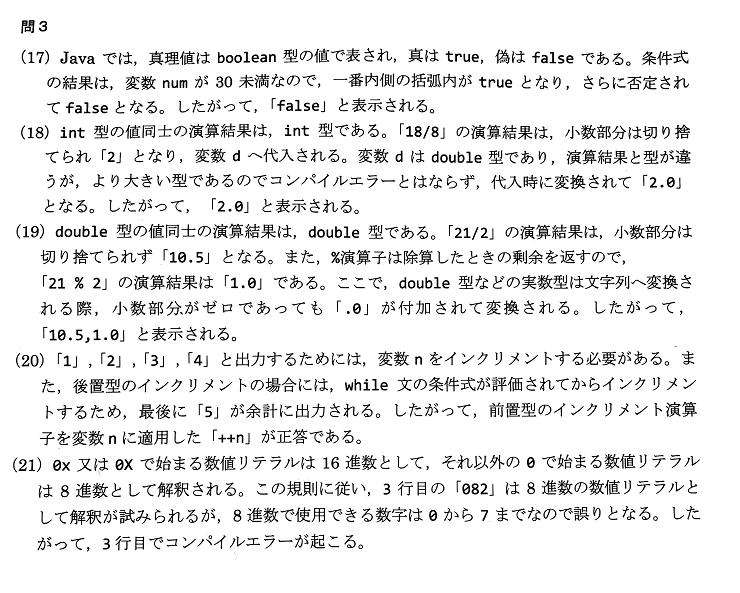 問3
(17) Java では，真理値は boolean 型の値で表され，真は true，偽は false である。条件式
の結果は，変数 num が 30 未満なので，一番内側の括弧内が true となり，さらに否定され
て false となる。したがって，「false」と表示される。
(18) int 型の値同士の演算結果は，int 型である。「18/8」の演算結果は，小数部分は切り捨
てられ「2」となり，変数 d へ代入される。変数 d は double 型であり，演算結果と型が違
うが，より大きい型であるのでコンパイルエラーとはならず，代入時に変換されて「2.0」
となる。したがって，「2.0」と表示される。
(19) double 型の値同士の演算結果は，double 型である。「21/2」の演算結果は，小数部分は
切り捨てられず「10.5」となる。また，%演算子は除算したときの剰余を返すので，
「21 % 2」の演算結果は「1.0」である。ここで，double 型などの実数型は文字列へ変換さ
れる際，小数部分がゼロであっても「.0」が付加されて変換される。したがって，
「10.5,1.0」と表示される。
(20)「1」,「2」,「3」,「4」と出力するためには，変数 n をインクリメントする必要がある。ま
た，後置型のインクリメントの場合には，while 文の条件式が評価されてからインクリメン
トするため，最後に「5」が余計に出力される。したがって，前置型のインクリメント演算
子を変数 n に適用した「++n」が正答である。
(21) 0x 又は 0X で始まる数値リテラルは 16 進数として，それ以外の 0 で始まる数値リテラル
は 8 進数として解釈される。この規則に従い，3 行目の「082」は 8 進数の数値リテラルと
して解釈が試みられるが，8 進数で使用できる数字は 0 から 7 までなので誤りとなる。した
がって，3 行目でコンパイルエラーが起こる。